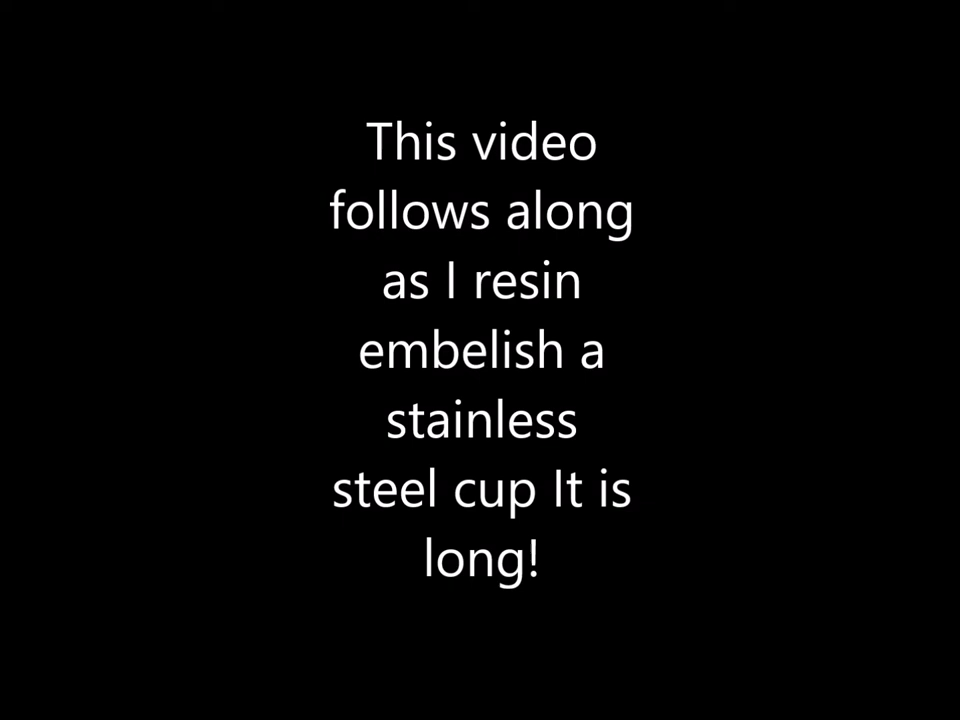 This video
follows along
as I resin
embelish a
stainless
steel cup It is
long!